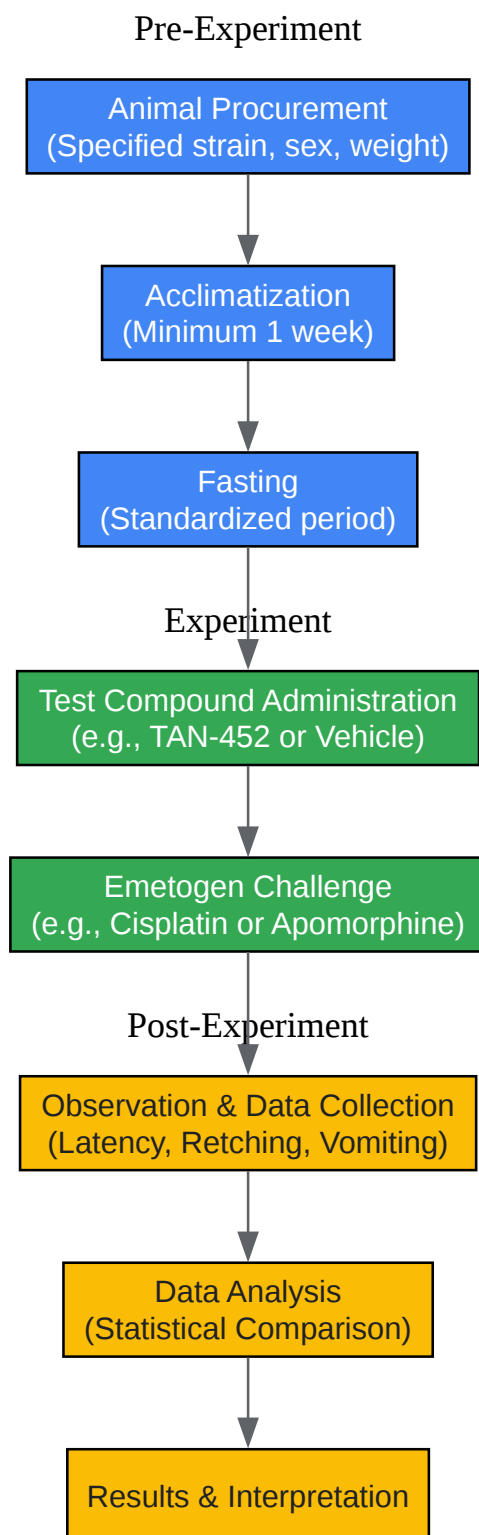 Pre-Experiment
Animal Procurement
(Specified strain, sex, weight)
Acclimatization
(Minimum 1 week)
Fasting
(Standardized period)
Experiment
Test Compound Administration
(e.g., TAN-452 or Vehicle)
Emetogen Challenge
(e.g., Cisplatin or Apomorphine)
Post-Experiment
Observation & Data Collection
(Latency, Retching, Vomiting)
Data Analysis
(Statistical Comparison)
Results & Interpretation